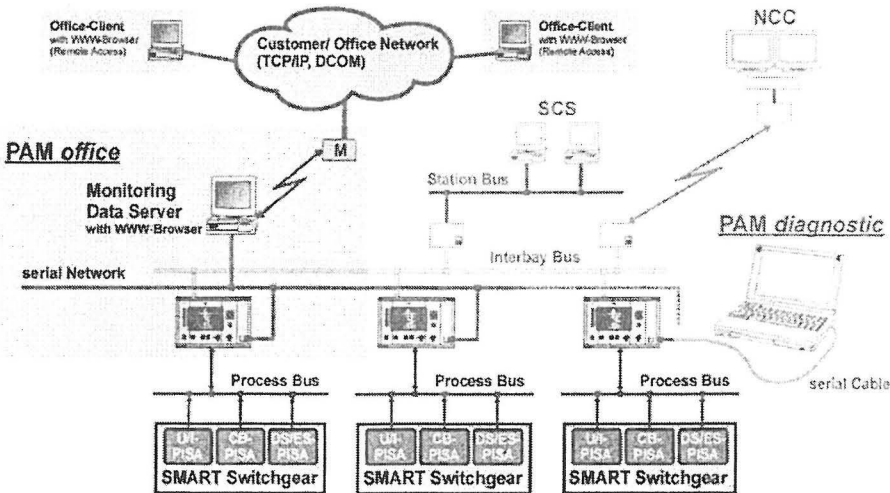 Office-Client
with WWW-Browser
(Remote Access)
Customer/ Office Network
(TCP/IP, DCOM)
Office-Client
with WWW-Browser
(Remote Access)
NCC
SCS
M
PAM office
Station Bus
Monitoring
Data Server
with WWW-Browser
PAM diagnostic
Interbay Bus
serial Network
serial Cable
Process Bus
Process Bus
Process Bus
U/I-
PISA
CB-
PISA
DS/ES-
PISA
U/I-
PISA
CB-
PISA
DS/ES-
PISA
U/I-
PISA
CB-
PISA
DS/ES-
PISA
SMART Switchgear
SMART Switchgear
SMART Switchgear